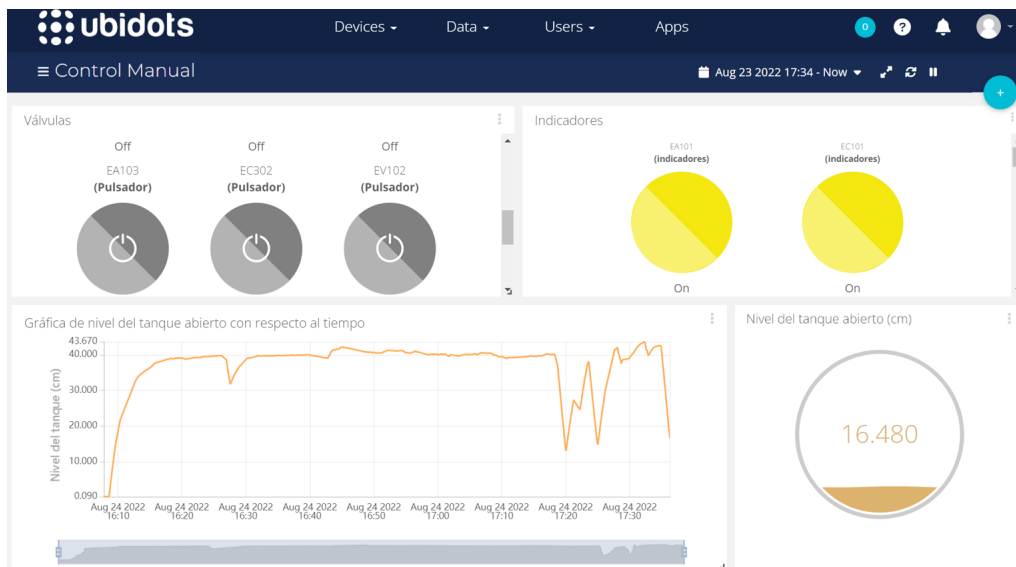 ubidots
Devices
Data
Users
Apps
0
?
Control Manual
Aug 23 2022 17:34 - Now
+
Válvulas
Off
Off
Off
EA103
(Pulsador)
EC302
(Pulsador)
EV102
(Pulsador)
Indicadores
EA101
(indicadores)
On
EC101
(indicadores)
On
Gráfica de nivel del tanque abierto con respecto al tiempo
Nivel del tanque (cm)
43.670
40.000
30.000
20.000
10.000
0.090
Aug 24 2022
16:10
Aug 24 2022
16:20
Aug 24 2022
16:30
Aug 24 2022
16:40
Aug 24 2022
16:50
Aug 24 2022
17:00
Aug 24 2022
17:10
Aug 24 2022
17:20
Aug 24 2022
17:30
Nivel del tanque abierto (cm)
16.480